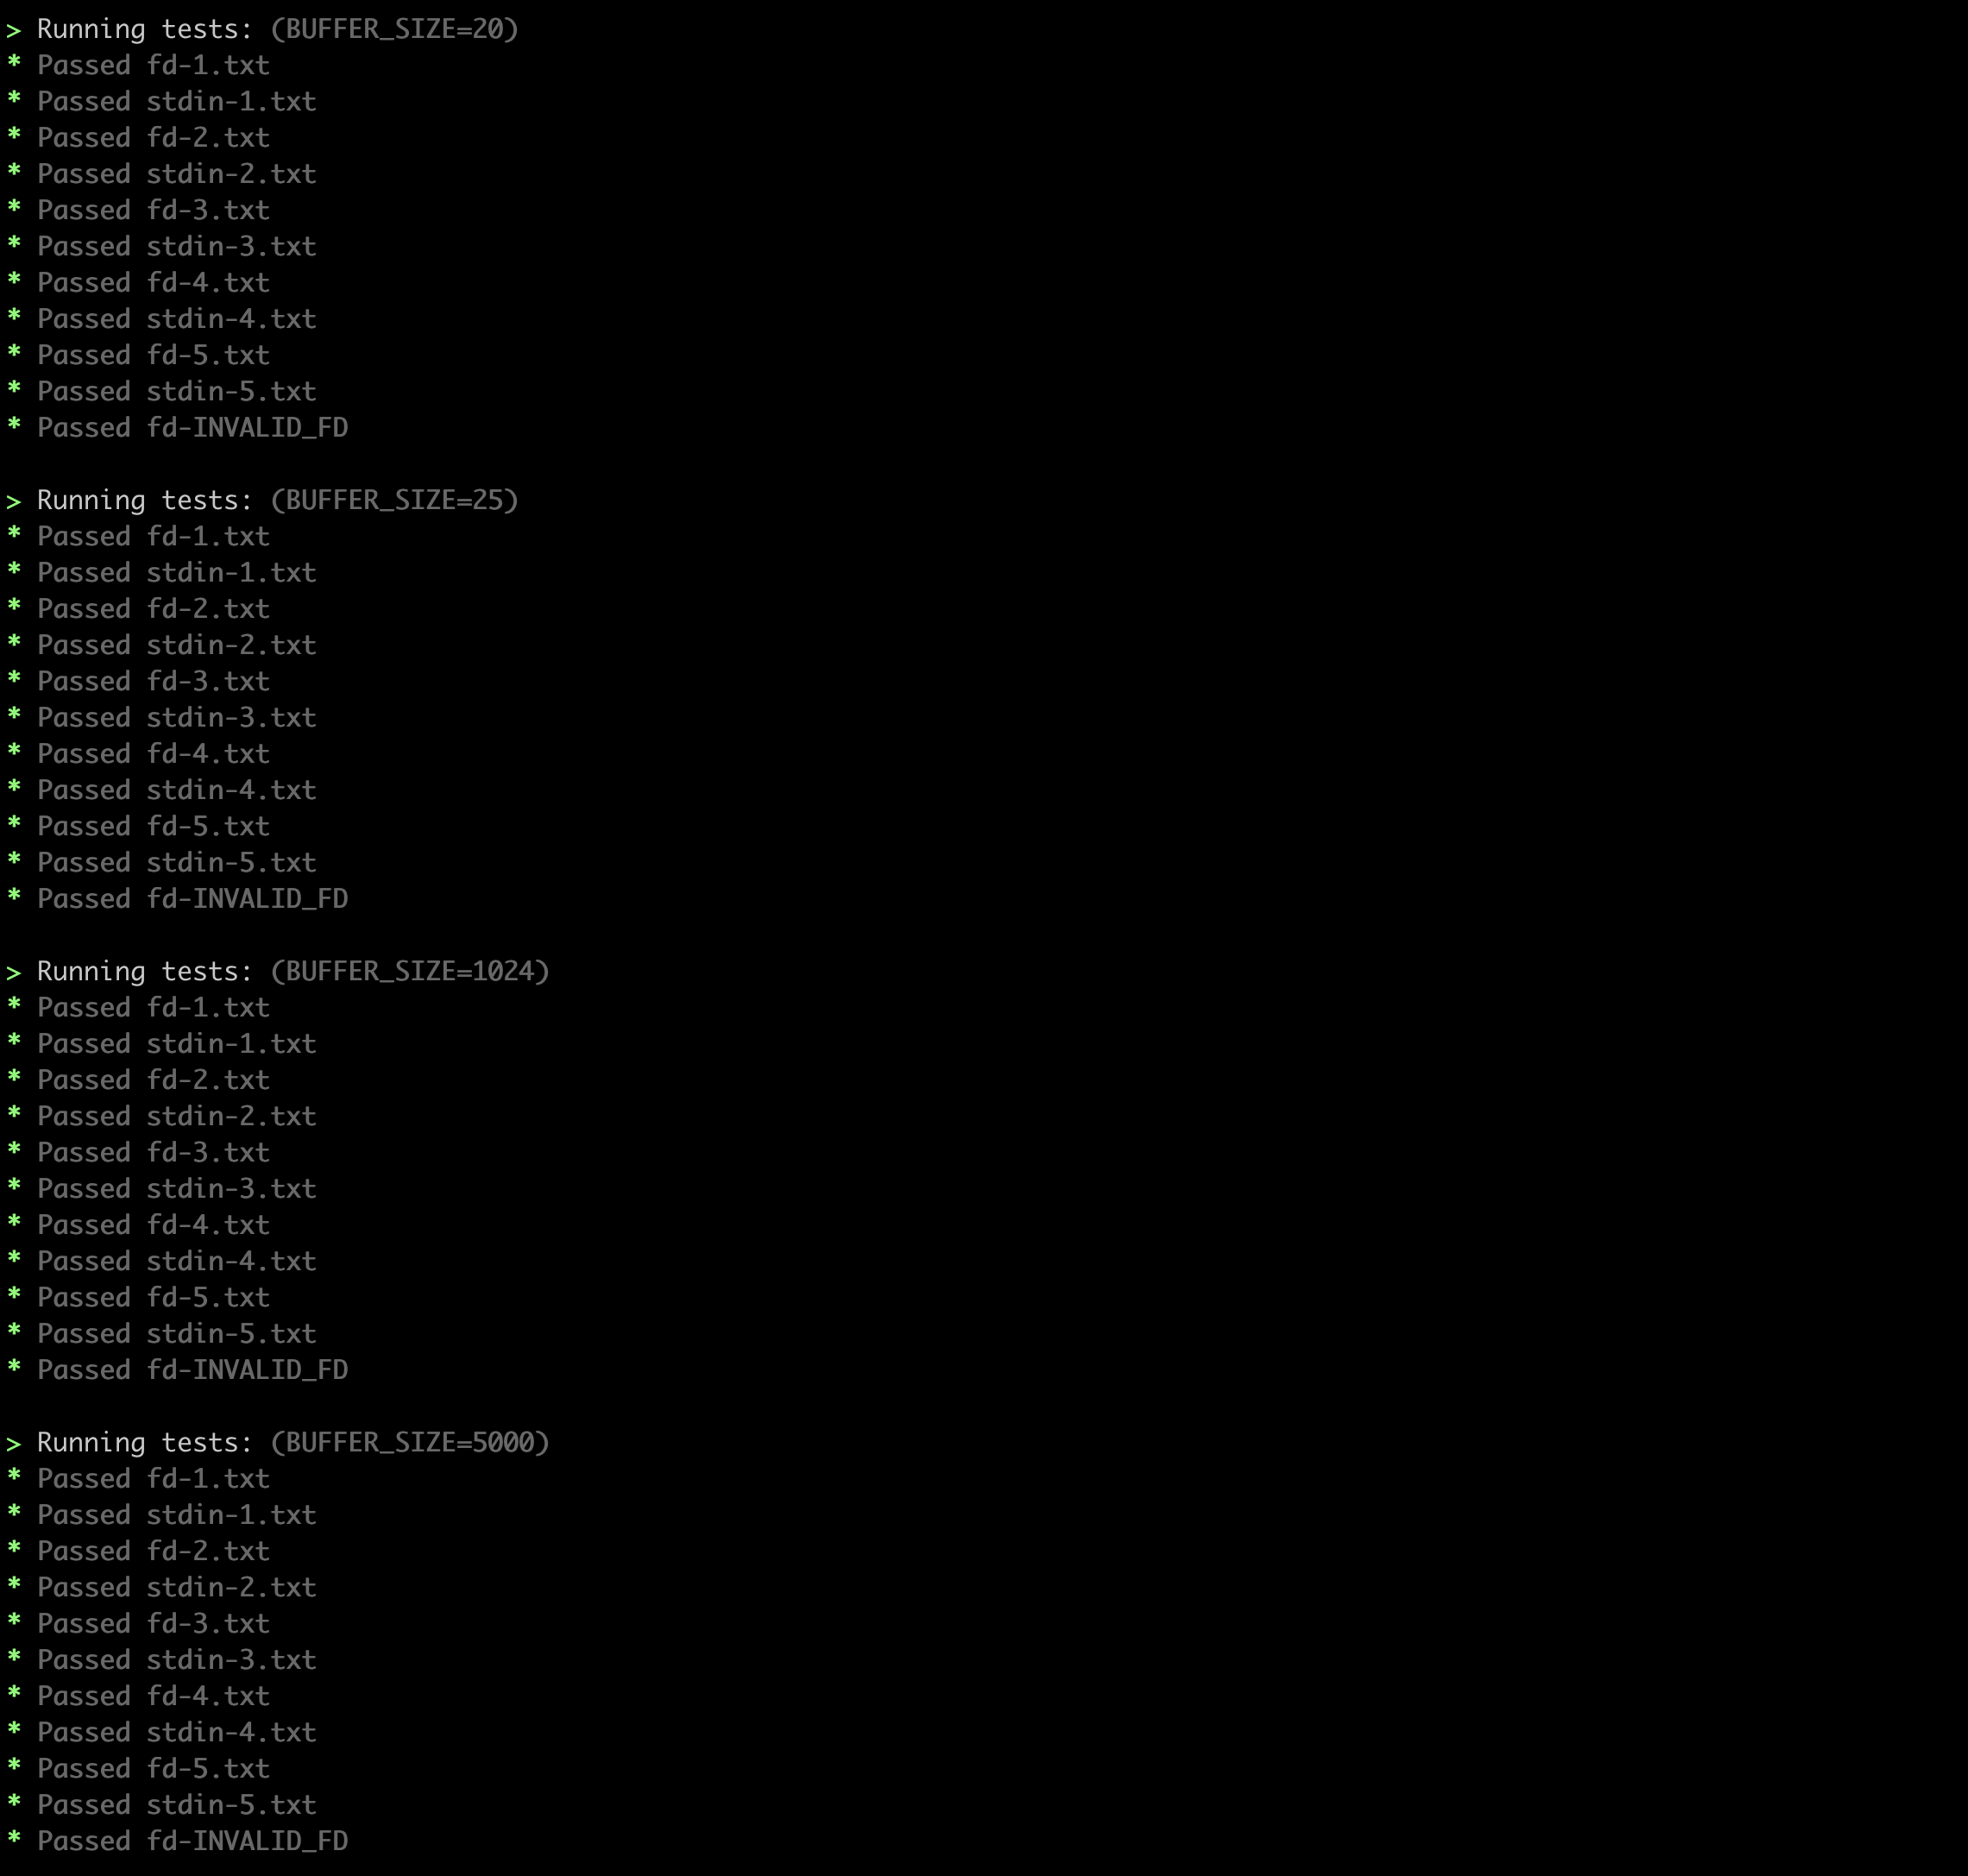 > Running tests: (BUFFER_SIZE=20)
* Passed fd-1.txt
* Passed stdin-1.txt
* Passed fd-2.txt
* Passed stdin-2.txt
* Passed fd-3.txt
* Passed stdin-3.txt
* Passed fd-4.txt
* Passed stdin-4.txt
* Passed fd-5.txt
* Passed stdin-5.txt
* Passed fd-INVALID_FD
> Running tests: (BUFFER_SIZE=25)
* Passed fd-1.txt
* Passed stdin-1.txt
* Passed fd-2.txt
* Passed stdin-2.txt
* Passed fd-3.txt
* Passed stdin-3.txt
* Passed fd-4.txt
* Passed stdin-4.txt
* Passed fd-5.txt
* Passed stdin-5.txt
* Passed fd-INVALID_FD
> Running tests: (BUFFER_SIZE=1024)
* Passed fd-1.txt
* Passed stdin-1.txt
* Passed fd-2.txt
* Passed stdin-2.txt
* Passed fd-3.txt
* Passed stdin-3.txt
* Passed fd-4.txt
* Passed stdin-4.txt
* Passed fd-5.txt
* Passed stdin-5.txt
* Passed fd-INVALID_FD
> Running tests: (BUFFER_SIZE=5000)
* Passed fd-1.txt
* Passed stdin-1.txt
* Passed fd-2.txt
* Passed stdin-2.txt
* Passed fd-3.txt
* Passed stdin-3.txt
* Passed fd-4.txt
* Passed stdin-4.txt
* Passed fd-5.txt
* Passed stdin-5.txt
* Passed fd-INVALID_FD